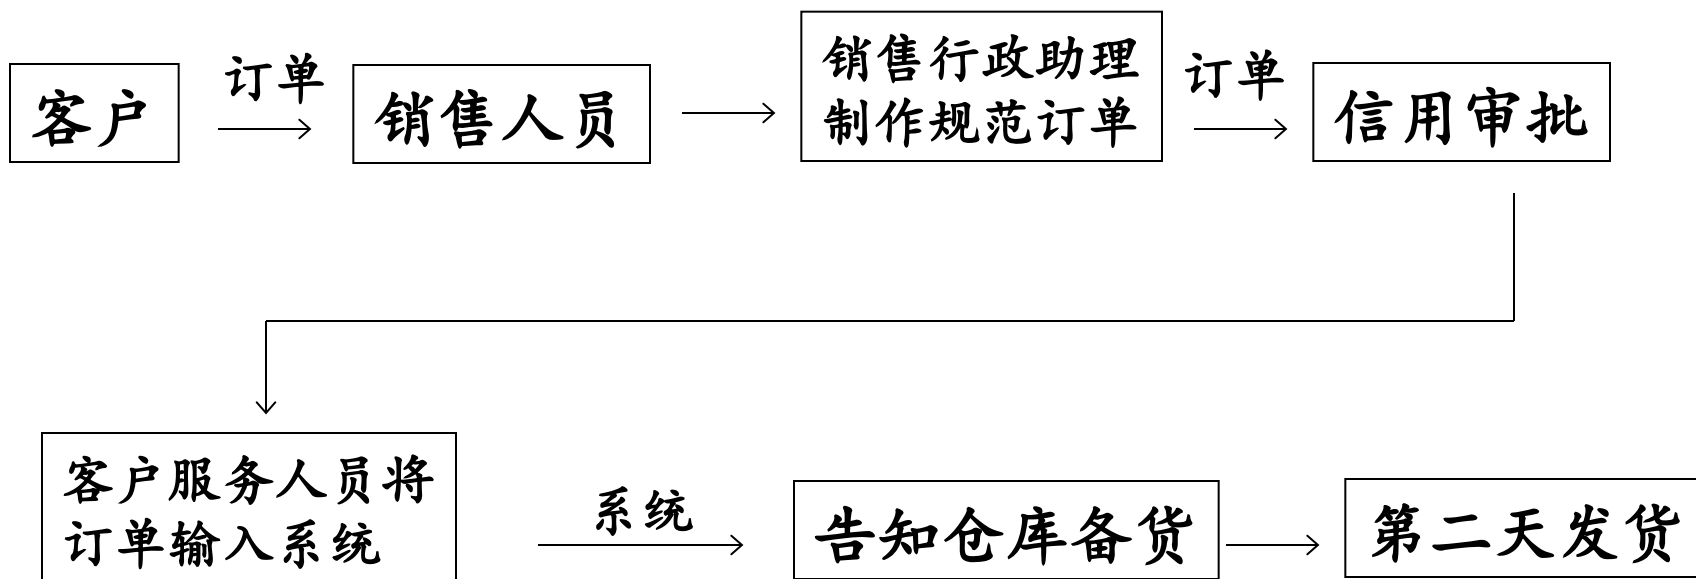 客户
订单
销售人员
销售行政助理
制作规范订单
订单
信用审批
客户服务人员将
订单输入系统
系统
告知仓库备货
第二天发货